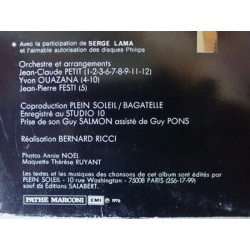 • Avec la participation de SERGE LAMA
et l'aimable autorisation des disques Philips
Orchestre et arrangements
Jean-Claude PETIT (1-2-3-6-7-8-9-11-12)
Yvon OUAZANA (4-10)
Jean-Pierre FESTI (5)
Coproduction PLEIN SOLEIL / BAGATELLE
Enregistré au STUDIO 10
Prise de son Guy SALMON assisté de Guy PONS
Réalisation BERNARD RICCI
Photos Annie NOEL
Maquette Thérèse RUYANT
Les textes et les musiques des chansons de cet album sont édités par
PLEIN SOLEIL - 10 rue Washington - 75008 PARIS (256-17-99)
sauf (5) Editions SALABERT.
PATHÉ MARCONI EMI Ⓟ 1976